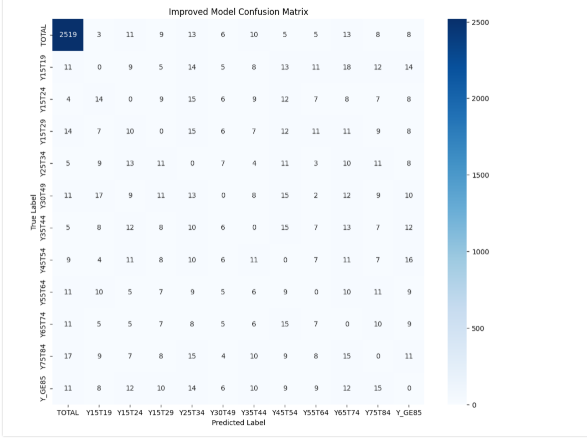 Improved Model Confusion Matrix
TOTAL 2519 3 11 9 13 6 10 5 5 13 8 8
Y15T19 11 0 9 5 14 5 8 13 11 18 12 14
Y15T24 4 14 0 9 15 6 9 12 7 8 7 8
Y15T29 14 7 10 0 15 6 7 12 11 11 9 8
Y25T34 5 9 13 11 0 7 4 11 3 10 11 8
Y30T49 11 17 9 11 13 0 8 15 2 12 9 10
Y35T44 5 8 12 8 10 6 0 15 7 13 7 12
Y45T54 9 4 11 8 10 6 11 0 7 11 7 16
Y55T64 11 10 5 7 9 5 6 9 0 10 11 9
Y65T74 11 5 5 7 8 5 6 15 7 0 10 9
Y75T84 17 9 7 8 15 4 10 9 8 15 0 11
Y_GE85 11 8 12 10 14 6 10 9 9 12 15 0
TOTAL Y15T19 Y15T24 Y15T29 Y25T34 Y30T49 Y35T44 Y45T54 Y55T64 Y65T74 Y75T84 Y_GE85
Predicted Label
True Label
2500
2000
1500
1000
500
0